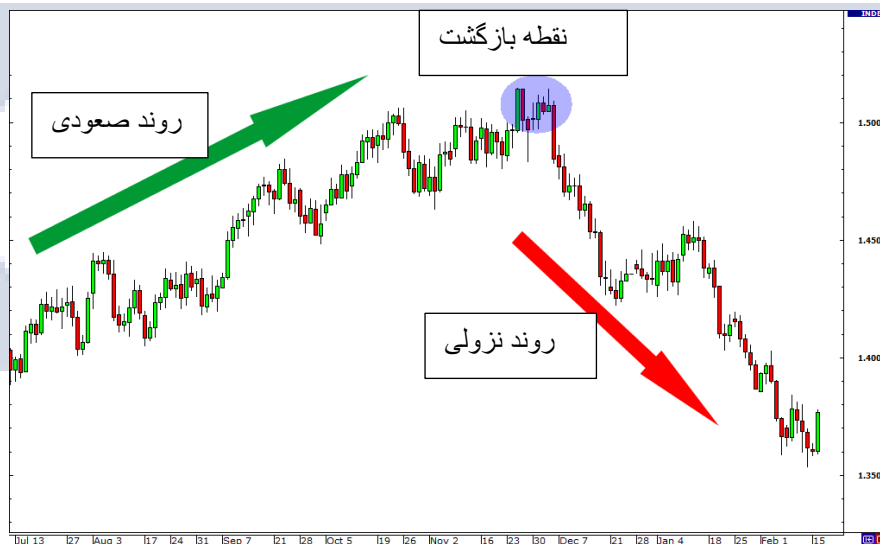 INDE
نقطه بازگشت
روند صعودی
1.500
1.450
روند نزولی
1.400
1.350
Jul 13 27 Aug 3 17 24 31 Sep 7 21 28 Oct 5 19 26 Nov 2 16 23 30 Dec 7 21 28 Jan 4 18 25 Feb 1 15